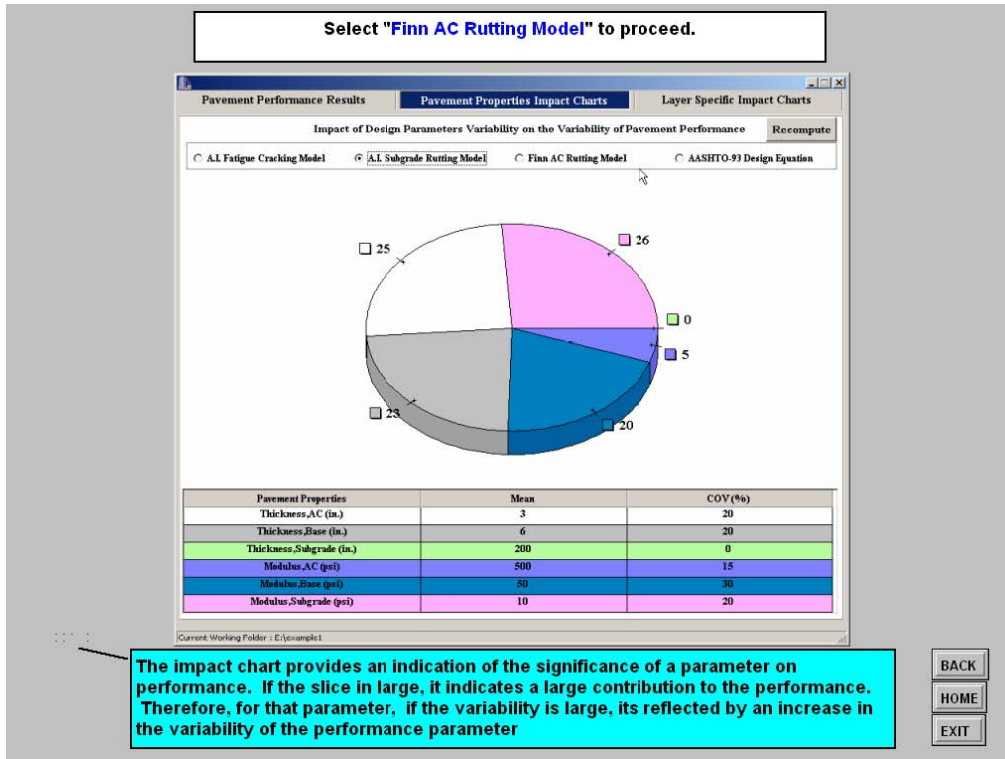 Select "Finn AC Rutting Model" to proceed.
Pavement Performance Results Pavement Properties Impact Charts Layer Specific Impact Charts
Impact of Design Parameters Variability on the Variability of Pavement Performance Recompute
A.I. Fatigue Cracking Model A.I. Subgrade Rutting Model Finn AC Rutting Model AASHTO-93 Design Equation
26
25
0
5
23
20
Pavement Properties Mean COV(%)
Thickness,AC (in.) 3 20
Thickness,Base (in.) 6 20
Thickness,Subgrade (in.) 200 0
Modulus,AC (psi) 500 15
Modulus,Base (psi) 50 30
Modulus,Subgrade (psi) 10 20
Current Working Folder : E:\example1
The impact chart provides an indication of the significance of a parameter on
performance. If the slice in large, it indicates a large contribution to the performance.
Therefore, for that parameter, if the variability is large, its reflected by an increase in
the variability of the performance parameter
BACK
HOME
EXIT